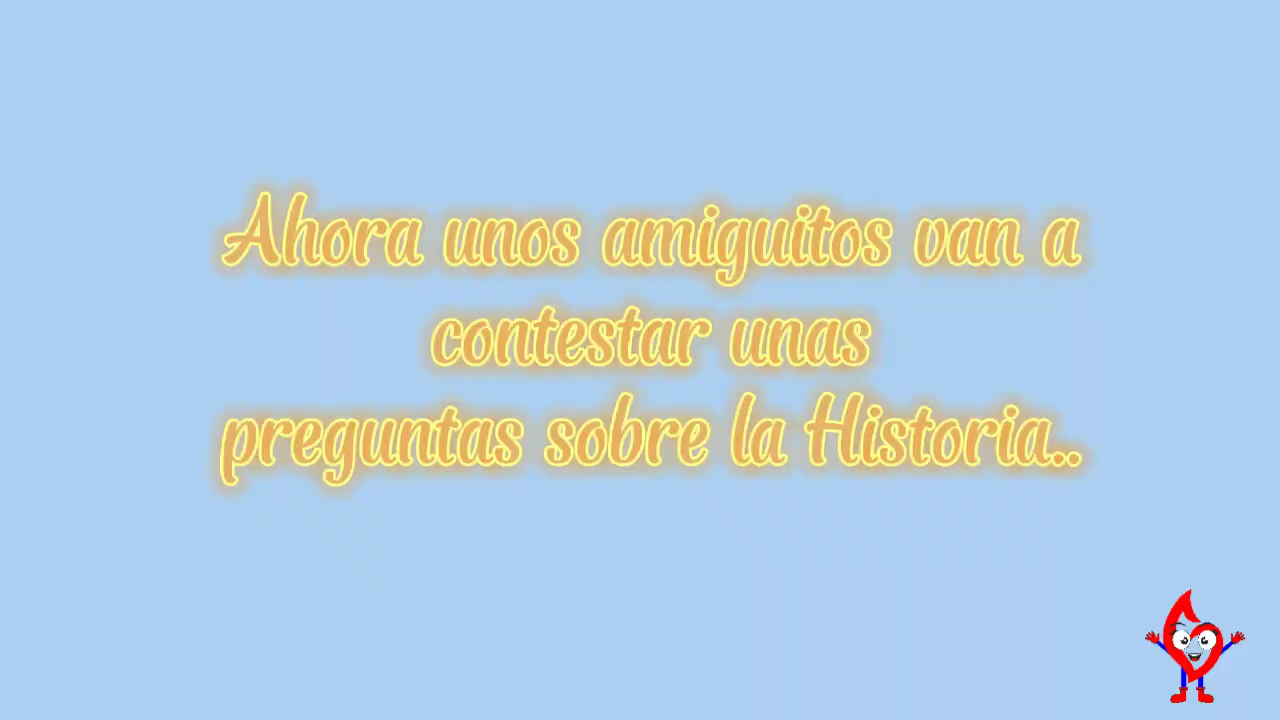 Ahora unos amiguitos van a
contestar unas
preguntas sobre la Historia..